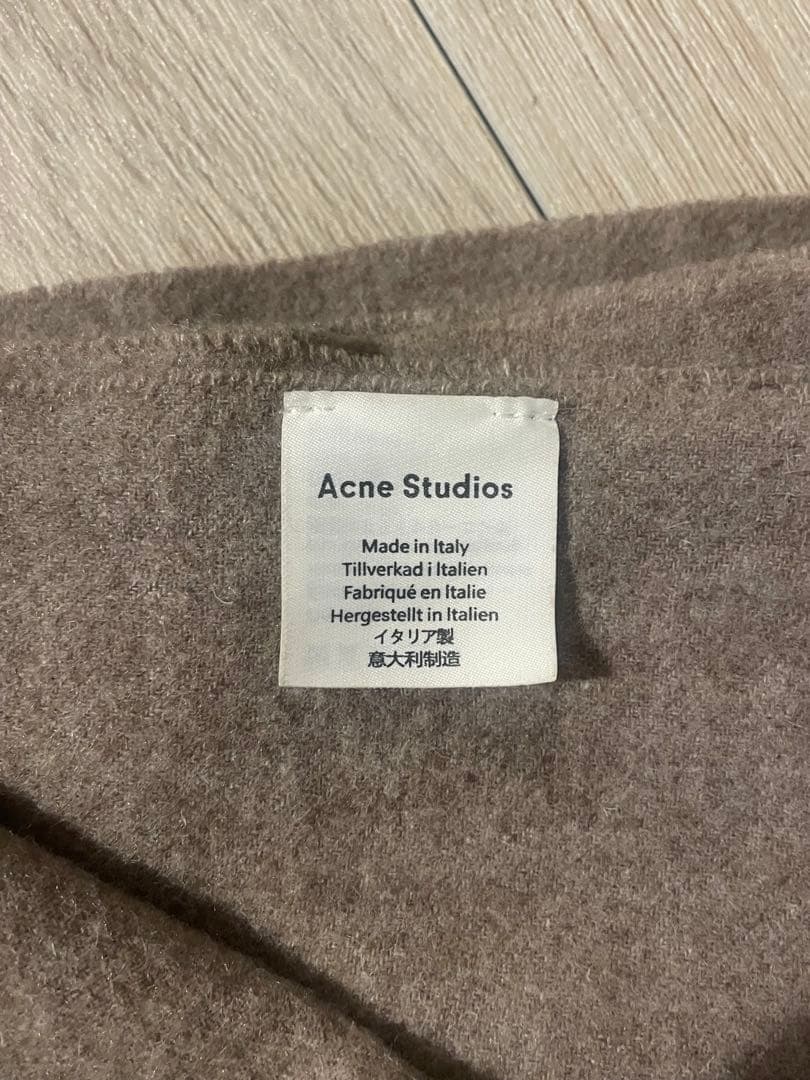 Acne Studios
Made in Italy
Tillverkad i Italien
Fabriqué en Italie
Hergestellt in Italien
イタリア製
意大利制造